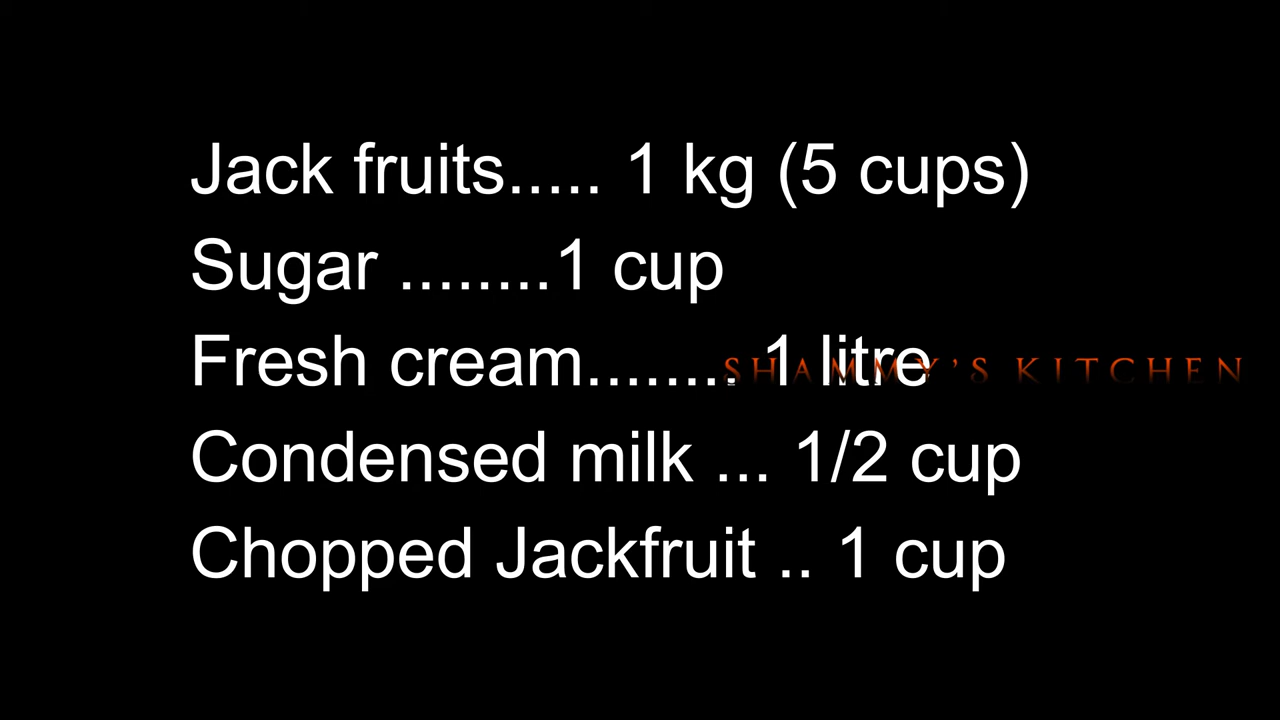 Jack fruits..... 1 kg (5 cups)
Sugar ........1 cup
Fresh cream........ 1 litre
SHAMMY'S KITCHEN
Condensed milk ... 1/2 cup
Chopped Jackfruit .. 1 cup